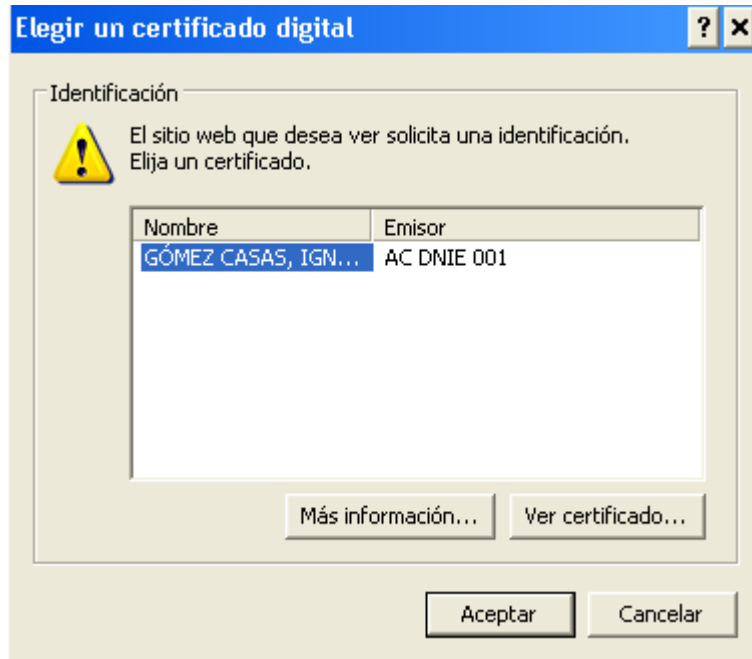 Elegir un certificado digital
Identificación
El sitio web que desea ver solicita una identificación.
Elija un certificado.
Nombre Emisor
GÓMEZ CASAS, IGN... AC DNIE 001
Más información... Ver certificado...
Aceptar Cancelar